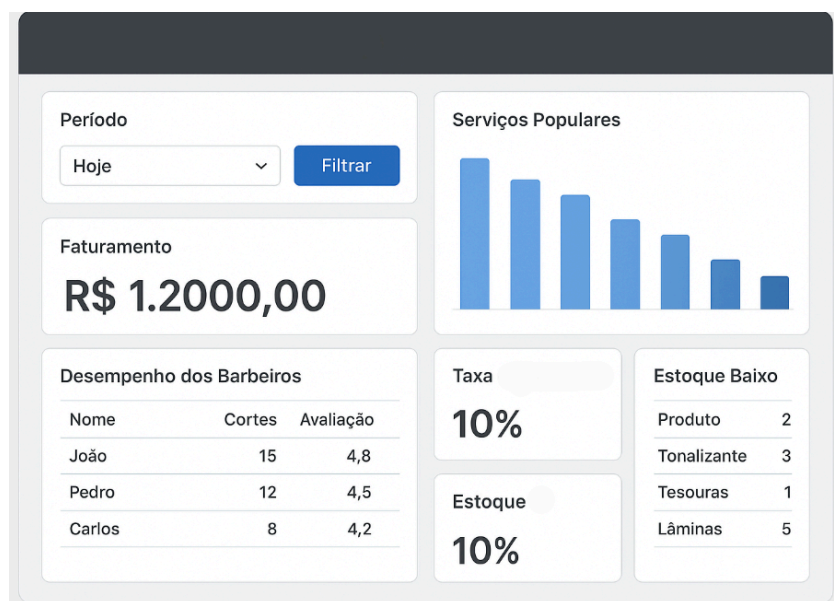 Período
Hoje
Filtrar
Faturamento
R$ 1.2000,00
Serviços Populares
Desempenho dos Barbeiros
Nome Cortes Avaliação
João 15 4,8
Pedro 12 4,5
Carlos 8 4,2
Taxa
10%
Estoque
10%
Estoque Baixo
Produto 2
Tonalizante 3
Tesouras 1
Lâminas 5